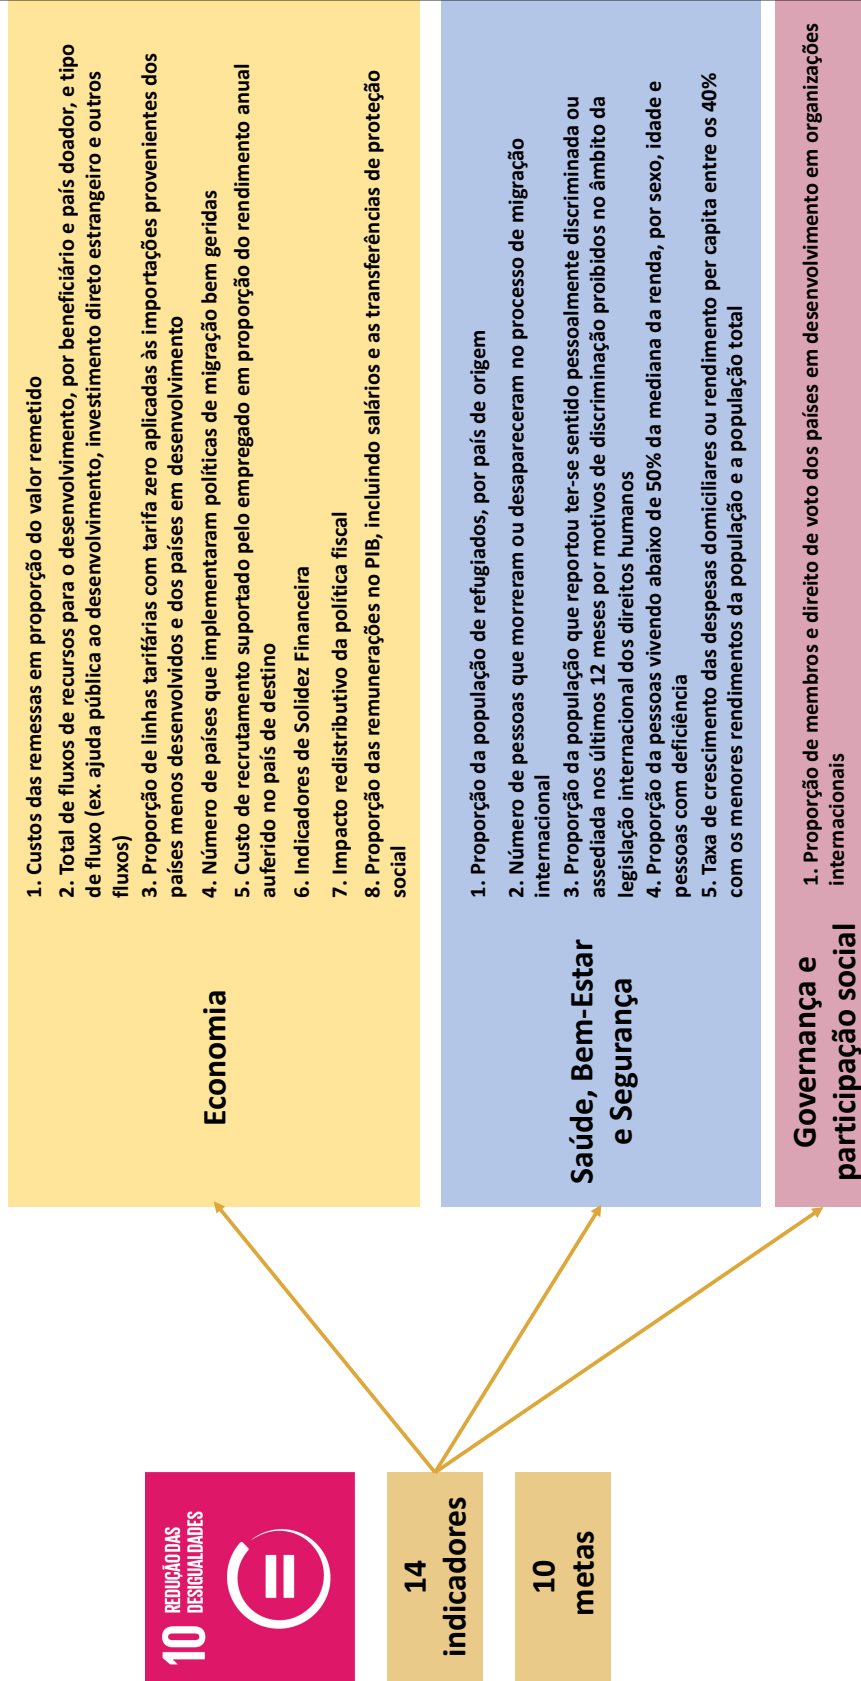 10 REDUÇÃO DAS
DESIGUALDADES
14
indicadores
10
metas
Economia
1. Custos das remessas em proporção do valor remetido
2. Total de fluxos de recursos para o desenvolvimento, por beneficiário e país doador, e tipo
de fluxo (ex. ajuda pública ao desenvolvimento, investimento direto estrangeiro e outros
fluxos)
3. Proporção de linhas tarifárias com tarifa zero aplicadas às importações provenientes dos
países menos desenvolvidos e dos países em desenvolvimento
4. Número de países que implementaram políticas de migração bem geridas
5. Custo de recrutamento suportado pelo empregado em proporção do rendimento anual
auferido no país de destino
6. Indicadores de Solidez Financeira
7. Impacto redistributivo da política fiscal
8. Proporção das remunerações no PIB, incluindo salários e as transferências de proteção
social
Saúde, Bem-Estar
e Segurança
1. Proporção da população de refugiados, por país de origem
2. Número de pessoas que morreram ou desapareceram no processo de migração
internacional
3. Proporção da população que reportou ter-se sentido pessoalmente discriminada ou
assediada nos últimos 12 meses por motivos de discriminação proibidos no âmbito da
legislação internacional dos direitos humanos
4. Proporção da pessoas vivendo abaixo de 50% da mediana da renda, por sexo, idade e
pessoas com deficiência
5. Taxa de crescimento das despesas domiciliares ou rendimento per capita entre os 40%
com os menores rendimentos da população e a população total
Governança e
participação social
1. Proporção de membros e direito de voto dos países em desenvolvimento em organizações
internacionais